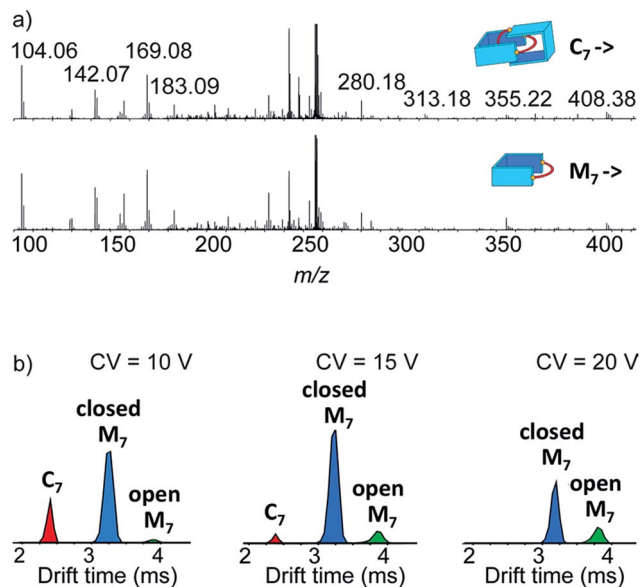 a)
104.06
142.07
169.08
183.09
280.18
313.18
355.22
408.38
C7 ->
M7 ->
100 150 200 250 300 350 400
m/z
b)
CV = 10 V
CV = 15 V
CV = 20 V
C7
closed
M7
open
M7
C7
closed
M7
open
M7
closed
M7
open
M7
2 3 4
2 3 4
2 3 4
Drift time (ms)
Drift time (ms)
Drift time (ms)